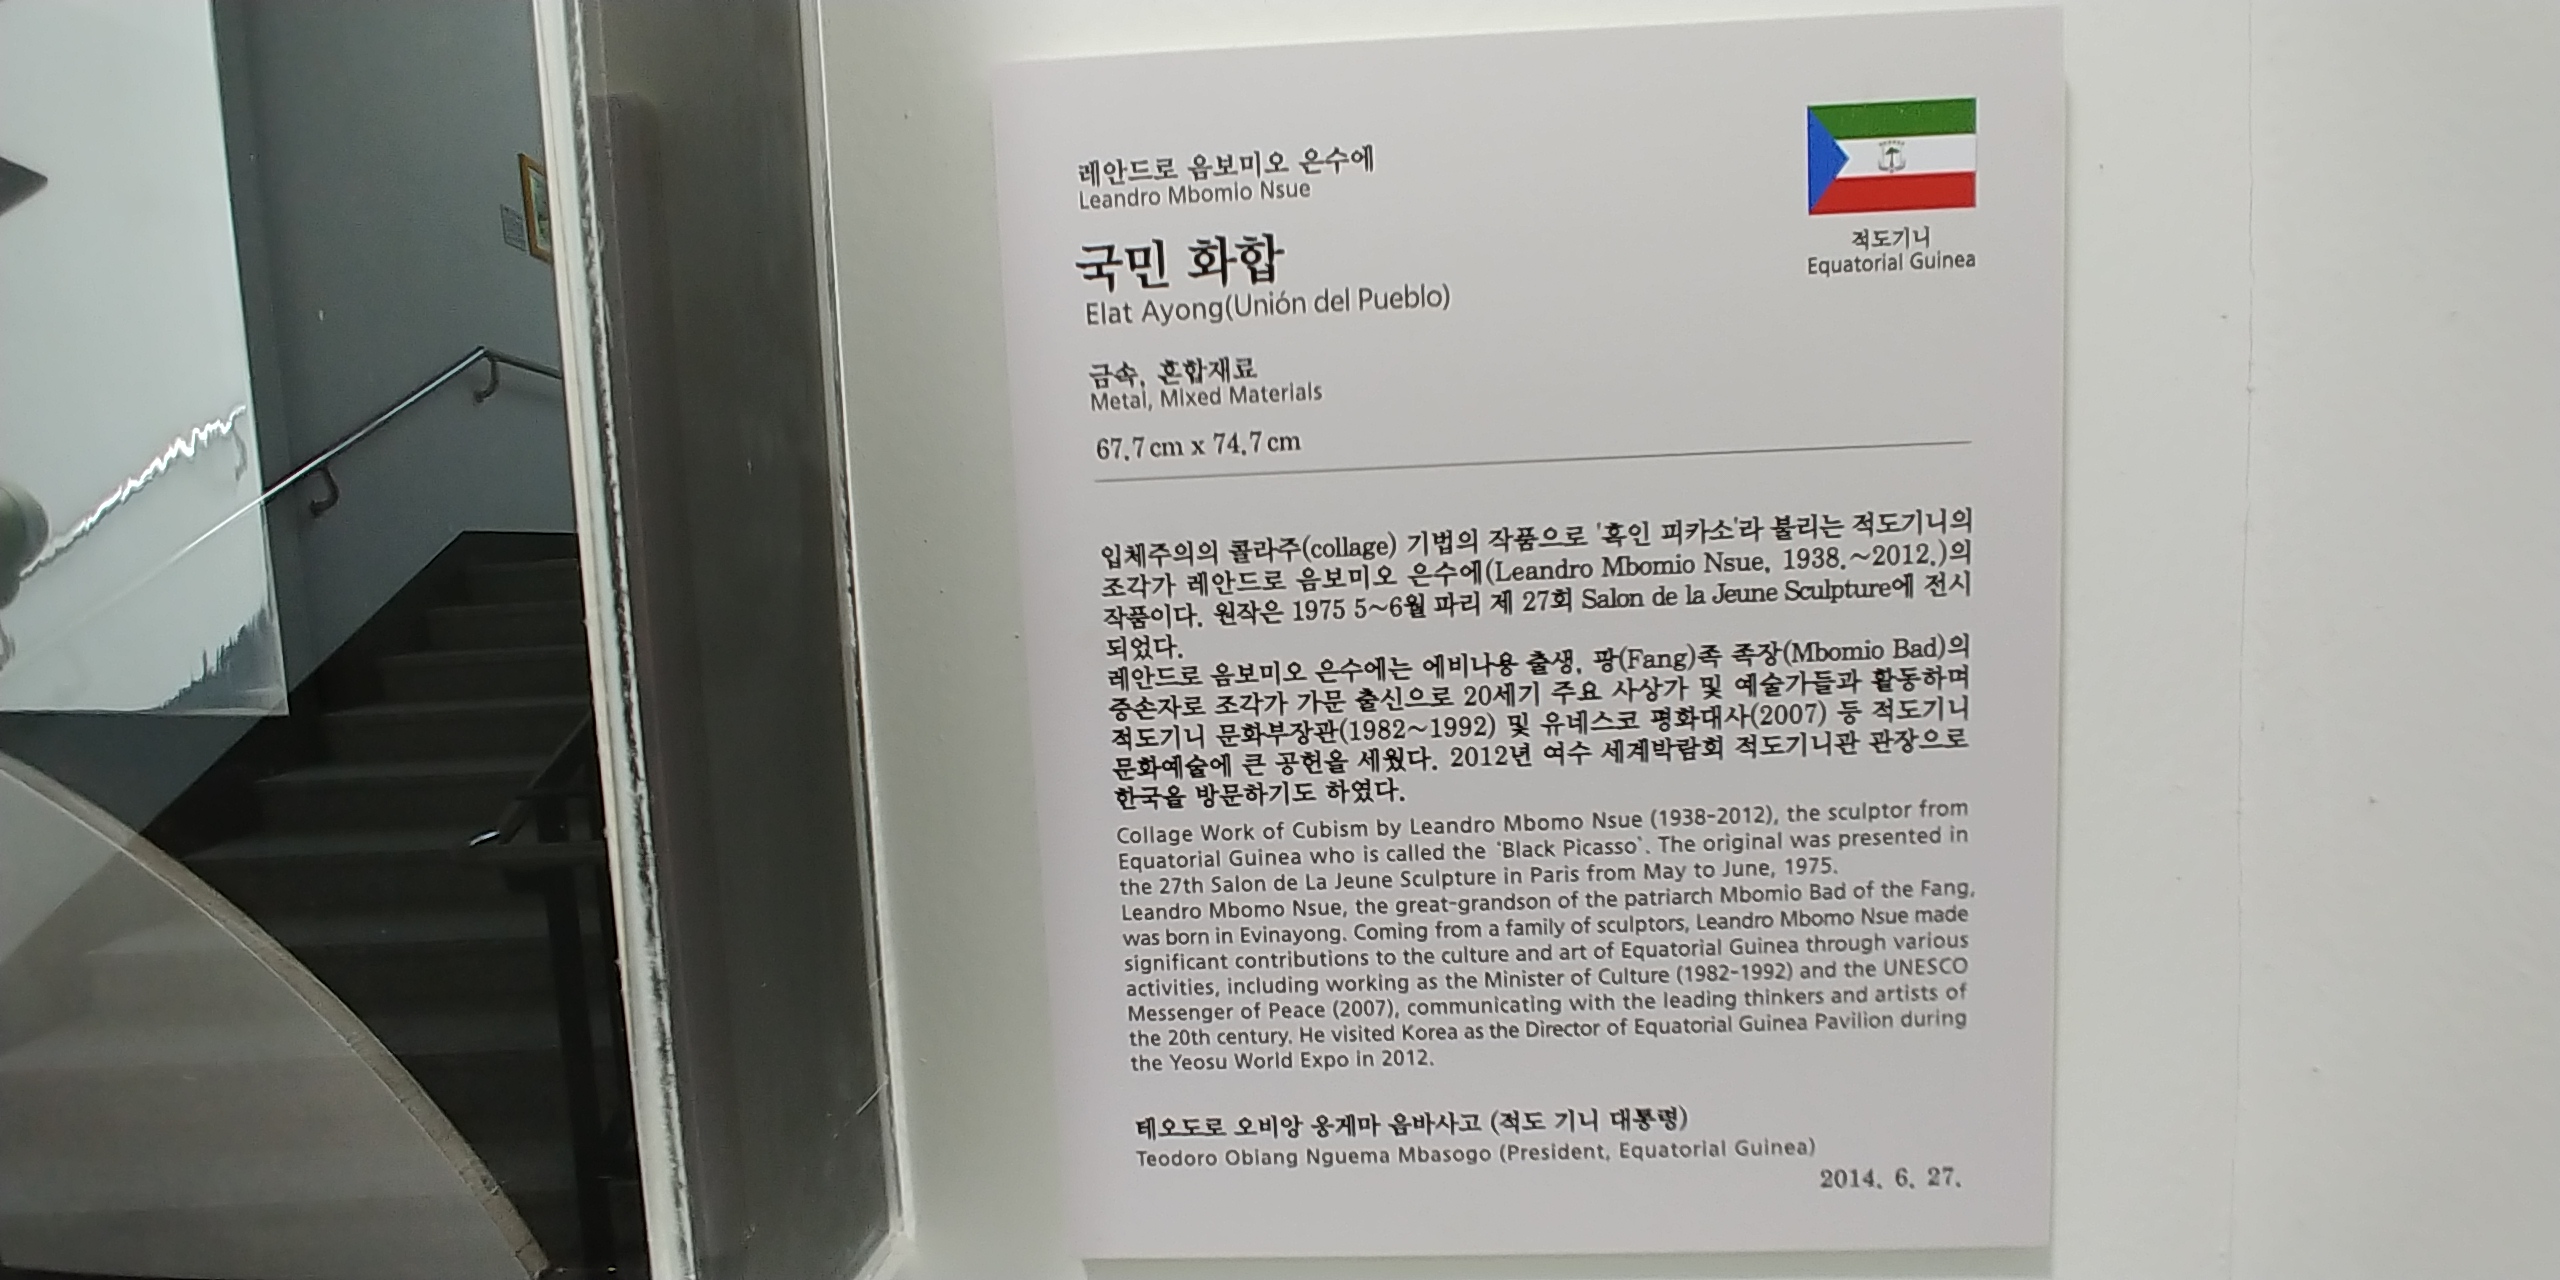 레안드로 음보미오 은수에
Leandro Mbomio Nsue
국민 화합
Elat Ayong(Unión del Pueblo)
적도기니
Equatorial Guinea
금속, 혼합재료
Metal, Mixed Materials
67.7 cm x 74.7 cm
입체주의의 콜라주(collage) 기법의 작품으로 '흑인 피카소'라 불리는 적도기니의
조각가 레안드로 음보미오 은수에(Leandro Mbomio Nsue, 1938.~2012.)의
작품이다. 원작은 1975 5~6월 파리 제 27회 Salon de la Jeune Sculpture에 전시
되었다.
레안드로 음보미오 은수에는 에비나용 출생, 팡(Fang)족 족장(Mbomio Bad)의
증손자로 조각가 가문 출신으로 20세기 주요 사상가 및 예술가들과 활동하며
적도기니 문화부장관(1982~1992) 및 유네스코 평화대사(2007) 등 적도기니
문화예술에 큰 공헌을 세웠다. 2012년 여수 세계박람회 적도기니관 관장으로
한국을 방문하기도 하였다.
Collage Work of Cubism by Leandro Mbomo Nsue (1938-2012), the sculptor from
Equatorial Guinea who is called the `Black Picasso`. The original was presented in
the 27th Salon de La Jeune Sculpture in Paris from May to June, 1975.
Leandro Mbomo Nsue, the great-grandson of the patriarch Mbomio Bad of the Fang,
was born in Evinayong. Coming from a family of sculptors, Leandro Mbomo Nsue made
significant contributions to the culture and art of Equatorial Guinea through various
activities, including working as the Minister of Culture (1982-1992) and the UNESCO
Messenger of Peace (2007), communicating with the leading thinkers and artists of
the 20th century. He visited Korea as the Director of Equatorial Guinea Pavilion during
the Yeosu World Expo in 2012.
테오도로 오비앙 응게마 음바사고 (적도 기니 대통령)
Teodoro Obiang Nguema Mbasogo (President, Equatorial Guinea)
2014. 6. 27.